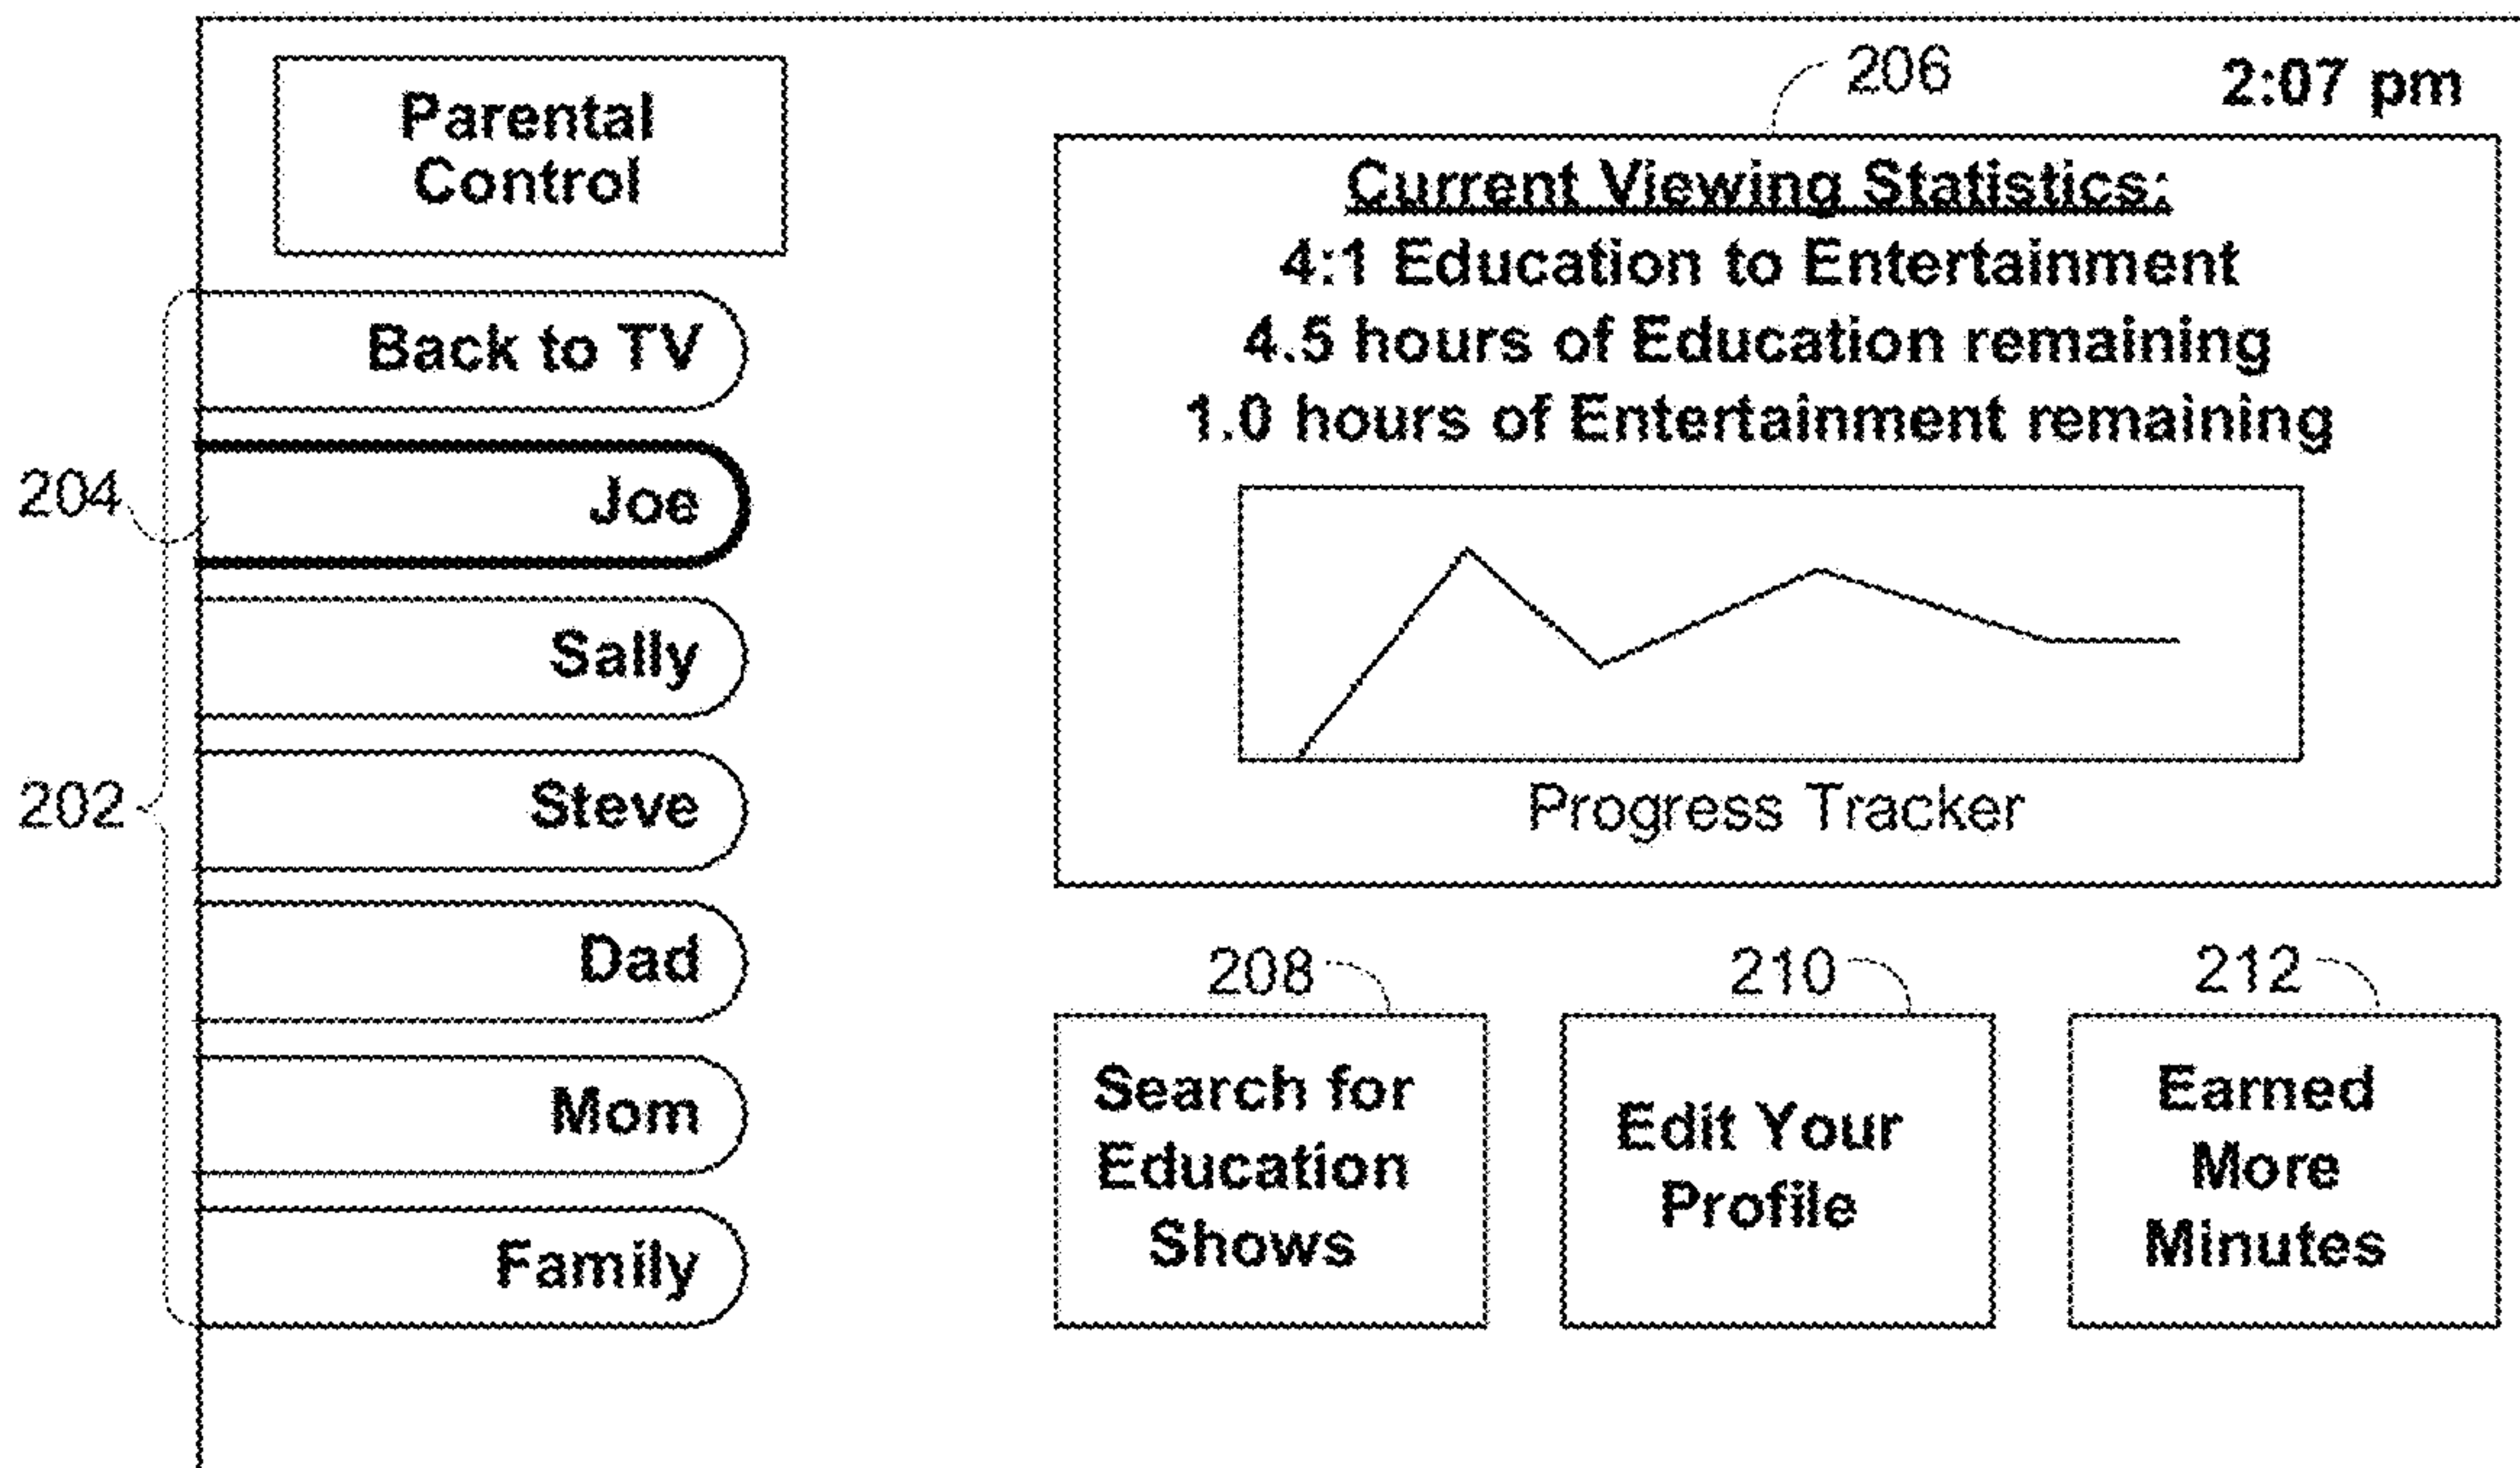 Parental
Control
Back to TV
204
Joe
Sally
202
Steve
Dad
Mom
Family
206
2:07 pm
Current Viewing Statistics:
4:1 Education to Entertainment
4.5 hours of Education remaining
1.0 hours of Entertainment remaining
Progress Tracker
208
Search for
Education
Shows
210
Edit Your
Profile
212
Earned
More
Minutes